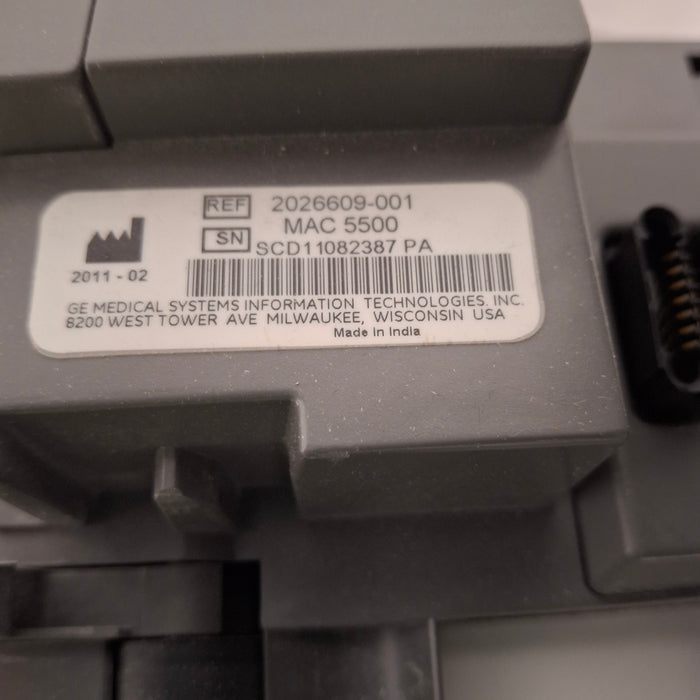 REF 2026609-001
MAC 5500
SN SCD11082387 PA
2011 - 02
GE MEDICAL SYSTEMS INFORMATION TECHNOLOGIES, INC.
8200 WEST TOWER AVE MILWAUKEE, WISCONSIN USA
Made in India